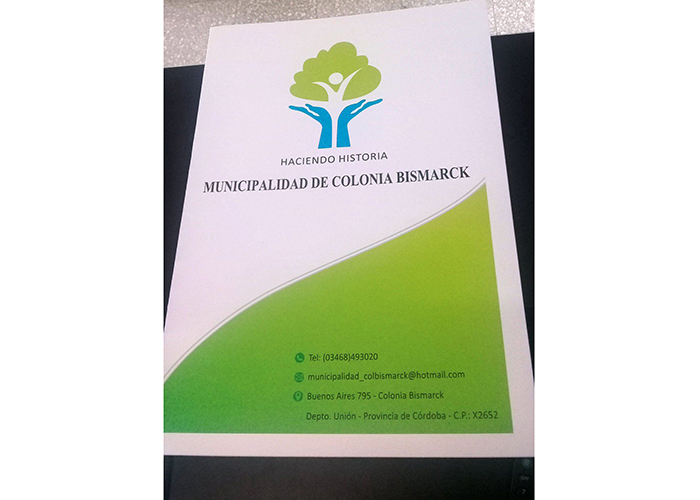 HACIENDO HISTORIA
MUNICIPALIDAD DE COLONIA BISMARCK
Tel: (03468)493020
municipalidad_colbismarck@hotmail.com
Buenos Aires 795 - Colonia Bismarck
Depto. Unión - Provincia de Córdoba - C.P.: X2652